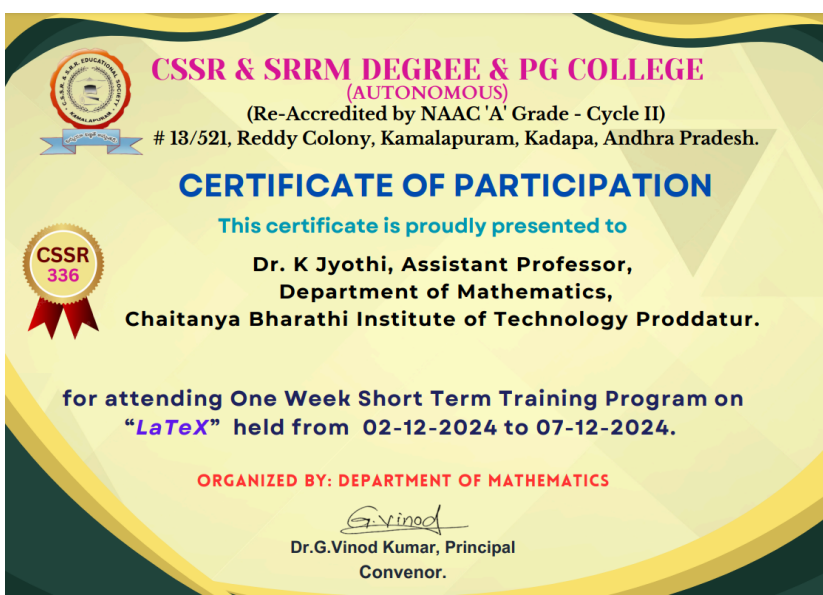 C.S.S.R. & S.R.R. EDUCATIONAL SOCIETY
KAMALAPURAM
CSSR & SRRM DEGREE & PG COLLEGE
(AUTONOMOUS)
(Re-Accredited by NAAC 'A' Grade - Cycle II)
# 13/521, Reddy Colony, Kamalapuram, Kadapa, Andhra Pradesh.
CERTIFICATE OF PARTICIPATION
This certificate is proudly presented to
CSSR
336
Dr. K Jyothi, Assistant Professor,
Department of Mathematics,
Chaitanya Bharathi Institute of Technology Proddatur.
for attending One Week Short Term Training Program on
“LaTeX” held from 02-12-2024 to 07-12-2024.
ORGANIZED BY: DEPARTMENT OF MATHEMATICS
G.Vinod
Dr.G.Vinod Kumar, Principal
Convenor.